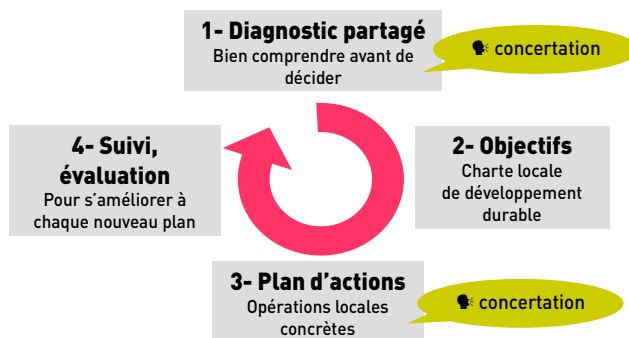 1- Diagnostic partagé
Bien comprendre avant de
décider
🗣 concertation
4- Suivi,
évaluation
Pour s’améliorer à
chaque nouveau plan
2- Objectifs
Charte locale
de développement
durable
3- Plan d’actions
Opérations locales
concrètes
🗣 concertation